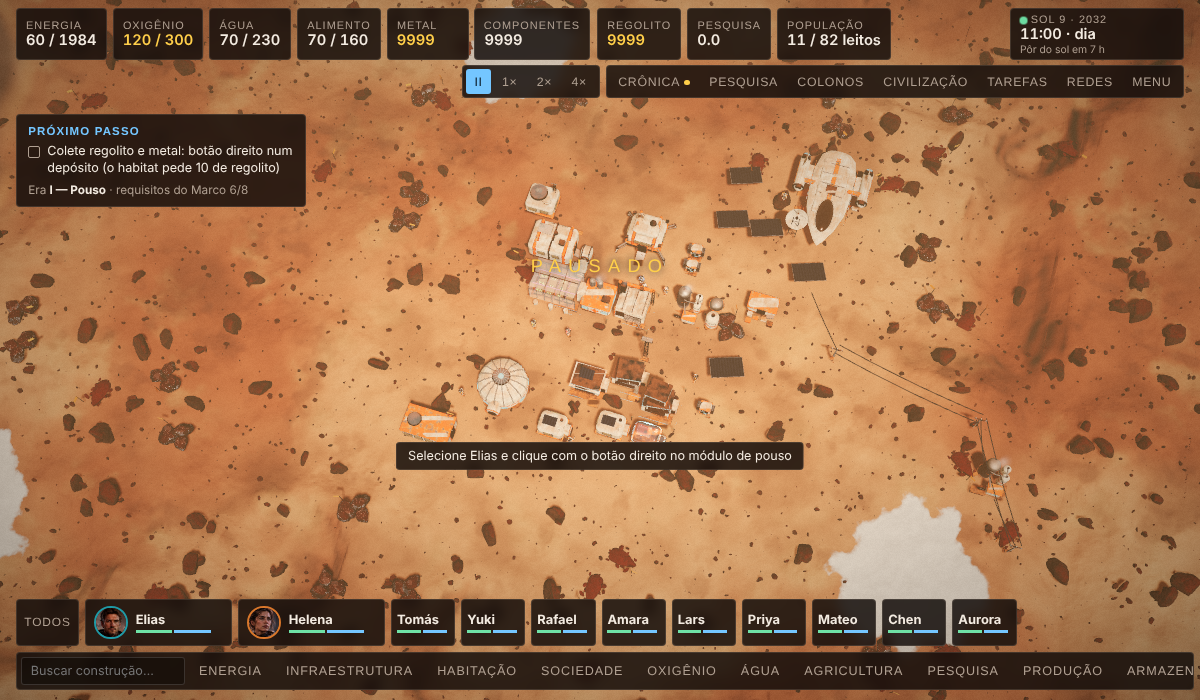 ENERGIA
60 / 1984
OXIGÊNIO
120 / 300
ÁGUA
70 / 230
ALIMENTO
70 / 160
METAL
9999
COMPONENTES
9999
REGOLITO
9999
PESQUISA
0.0
POPULAÇÃO
11 / 82 leitos
SOL 9 · 2032
11:00 · dia
Pôr do sol em 7 h
II 1× 2× 4×
CRÔNICA PESQUISA COLONOS CIVILIZAÇÃO TAREFAS REDES MENU
PRÓXIMO PASSO
Colete regolito e metal: botão direito num
depósito (o habitat pede 10 de regolito)
Era I — Pouso · requisitos do Marco 6/8
PAUSADO
Selecione Elias e clique com o botão direito no módulo de pouso
TODOS Elias Helena Tomás Yuki Rafael Amara Lars Priya Mateo Chen Aurora
Buscar construção... ENERGIA INFRAESTRUTURA HABITAÇÃO SOCIEDADE OXIGÊNIO ÁGUA AGRICULTURA PESQUISA PRODUÇÃO ARMAZEN